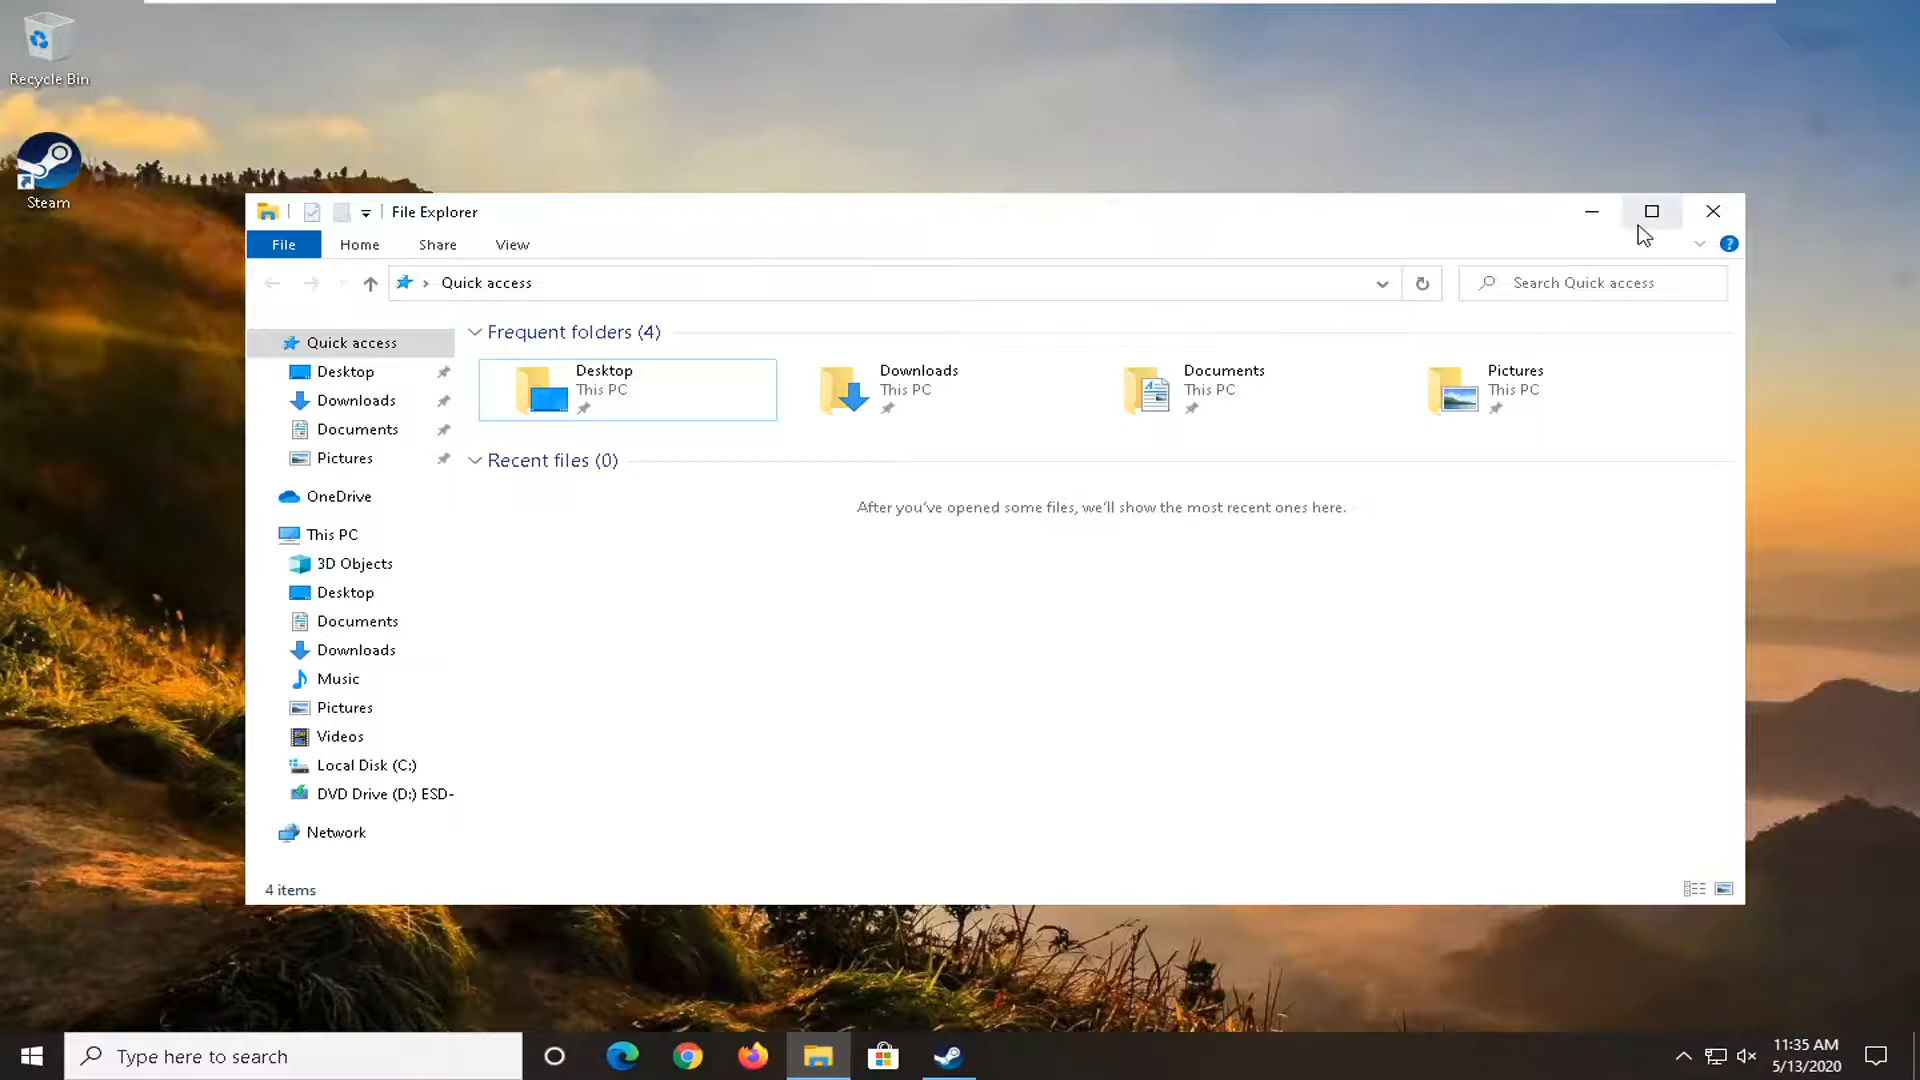 Recycle Bin
Steam
File Explorer
File Home Share View
Quick access
Search Quick access
Quick access
Desktop
Downloads
Documents
Pictures
OneDrive
This PC
3D Objects
Desktop
Documents
Downloads
Music
Pictures
Videos
Local Disk (C:)
DVD Drive (D:) ESD-
Network
Frequent folders (4)
Desktop
This PC
Downloads
This PC
Documents
This PC
Pictures
This PC
Recent files (0)
After you've opened some files, we'll show the most recent ones here.
4 items
Type here to search
11:35 AM
5/13/2020